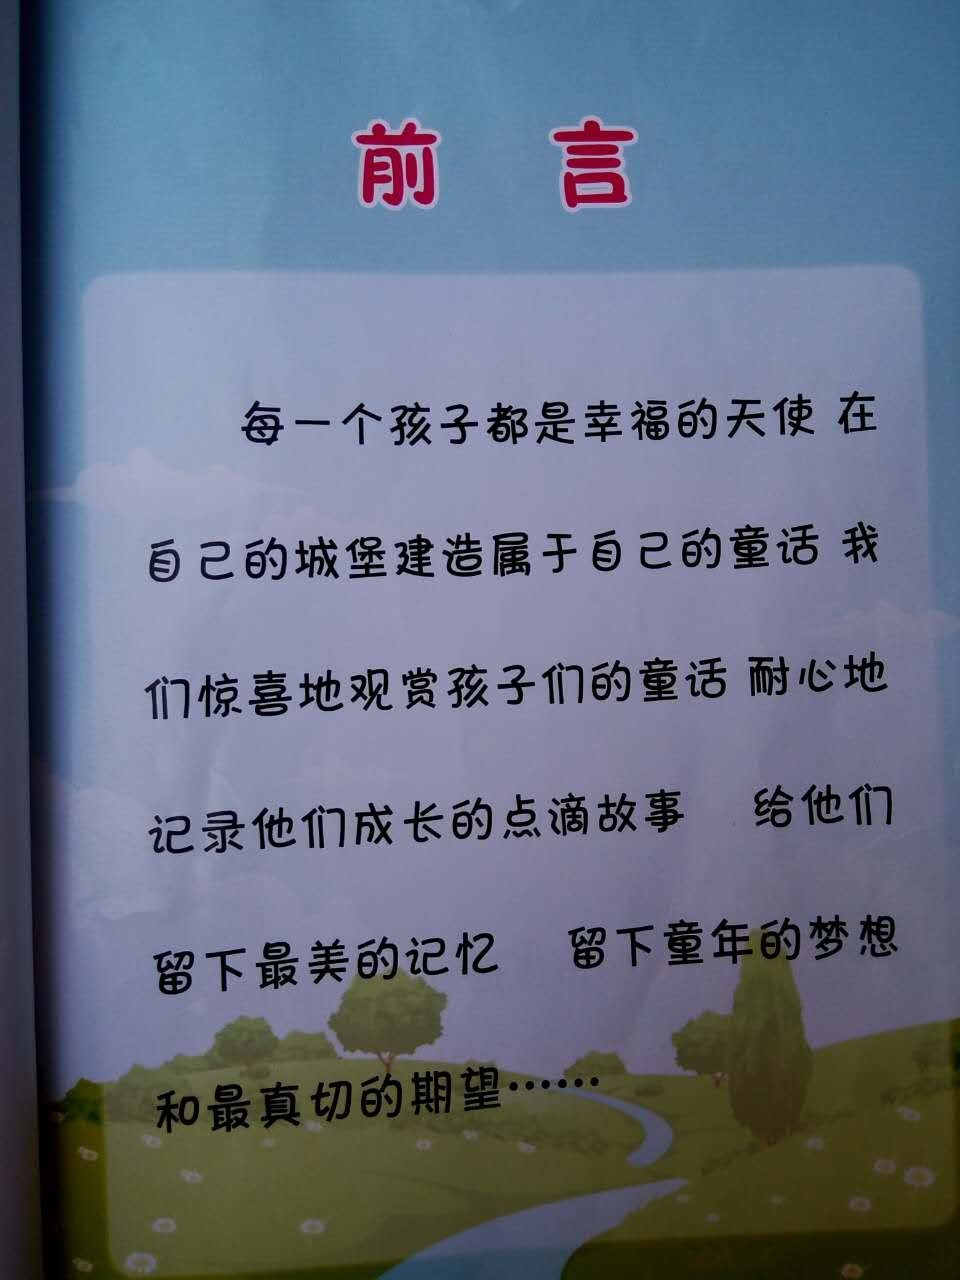 前言
每一个孩子都是幸福的天使 在
自己的城堡建造属于自己的童话 我
们惊喜地观赏孩子们的童话 耐心地
记录他们成长的点滴故事 给他们
留下最美的记忆 留下童年的梦想
和最真切的期望……